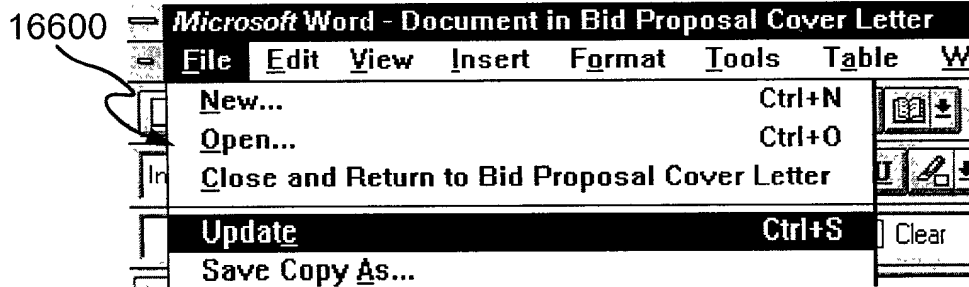 16600
Microsoft Word - Document in Bid Proposal Cover Letter
File Edit View Insert Format Tools Table W
New... Ctrl+N
Open... Ctrl+O
In
Close and Return to Bid Proposal Cover Letter U
Update Ctrl+S Clear
Save Copy As...